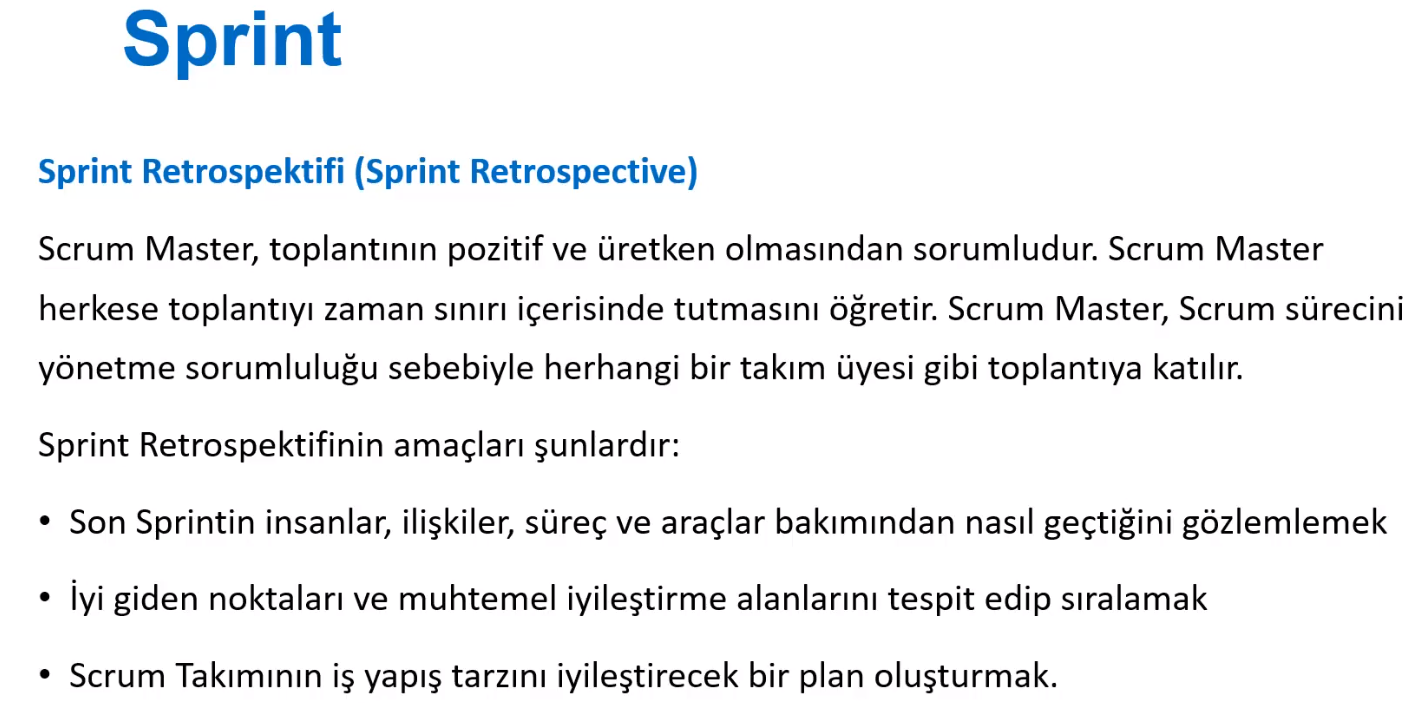 Sprint
Sprint Retrospektifi (Sprint Retrospective)
Scrum Master, toplantının pozitif ve üretken olmasından sorumludur. Scrum Master
herkese toplantıyı zaman sınırı içerisinde tutmasını öğretir. Scrum Master, Scrum sürecini
yönetme sorumluluğu sebebiyle herhangi bir takım üyesi gibi toplantıya katılır.
Sprint Retrospektifinin amaçları şunlardır:
• Son Sprintin insanlar, ilişkiler, süreç ve araçlar bakımından nasıl geçtiğini gözlemlemek
• İyi giden noktaları ve muhtemel iyileştirme alanlarını tespit edip sıralamak
• Scrum Takımının iş yapış tarzını iyileştirecek bir plan oluşturmak.